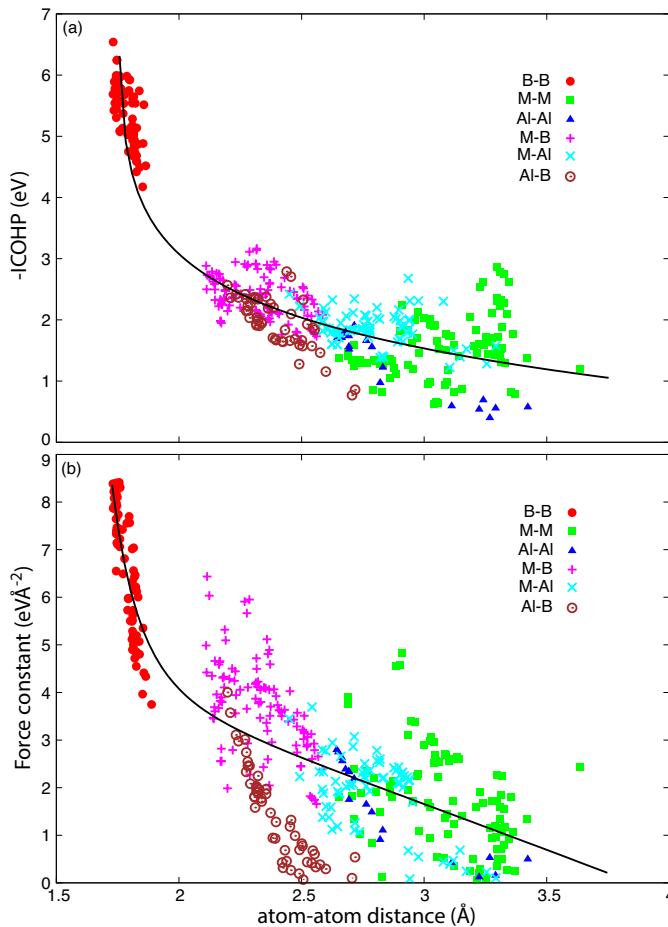 (a)
7
6
5
4
3
2
1
0
-ICOHP (eV)
B-B
M-M
Al-Al
M-B
M-Al
Al-B
(b)
9
8
7
6
5
4
3
2
1
0
Force constant (eVÅ⁻²)
B-B
M-M
Al-Al
M-B
M-Al
Al-B
1.5 2 2.5 3 3.5 4
atom-atom distance (Å)